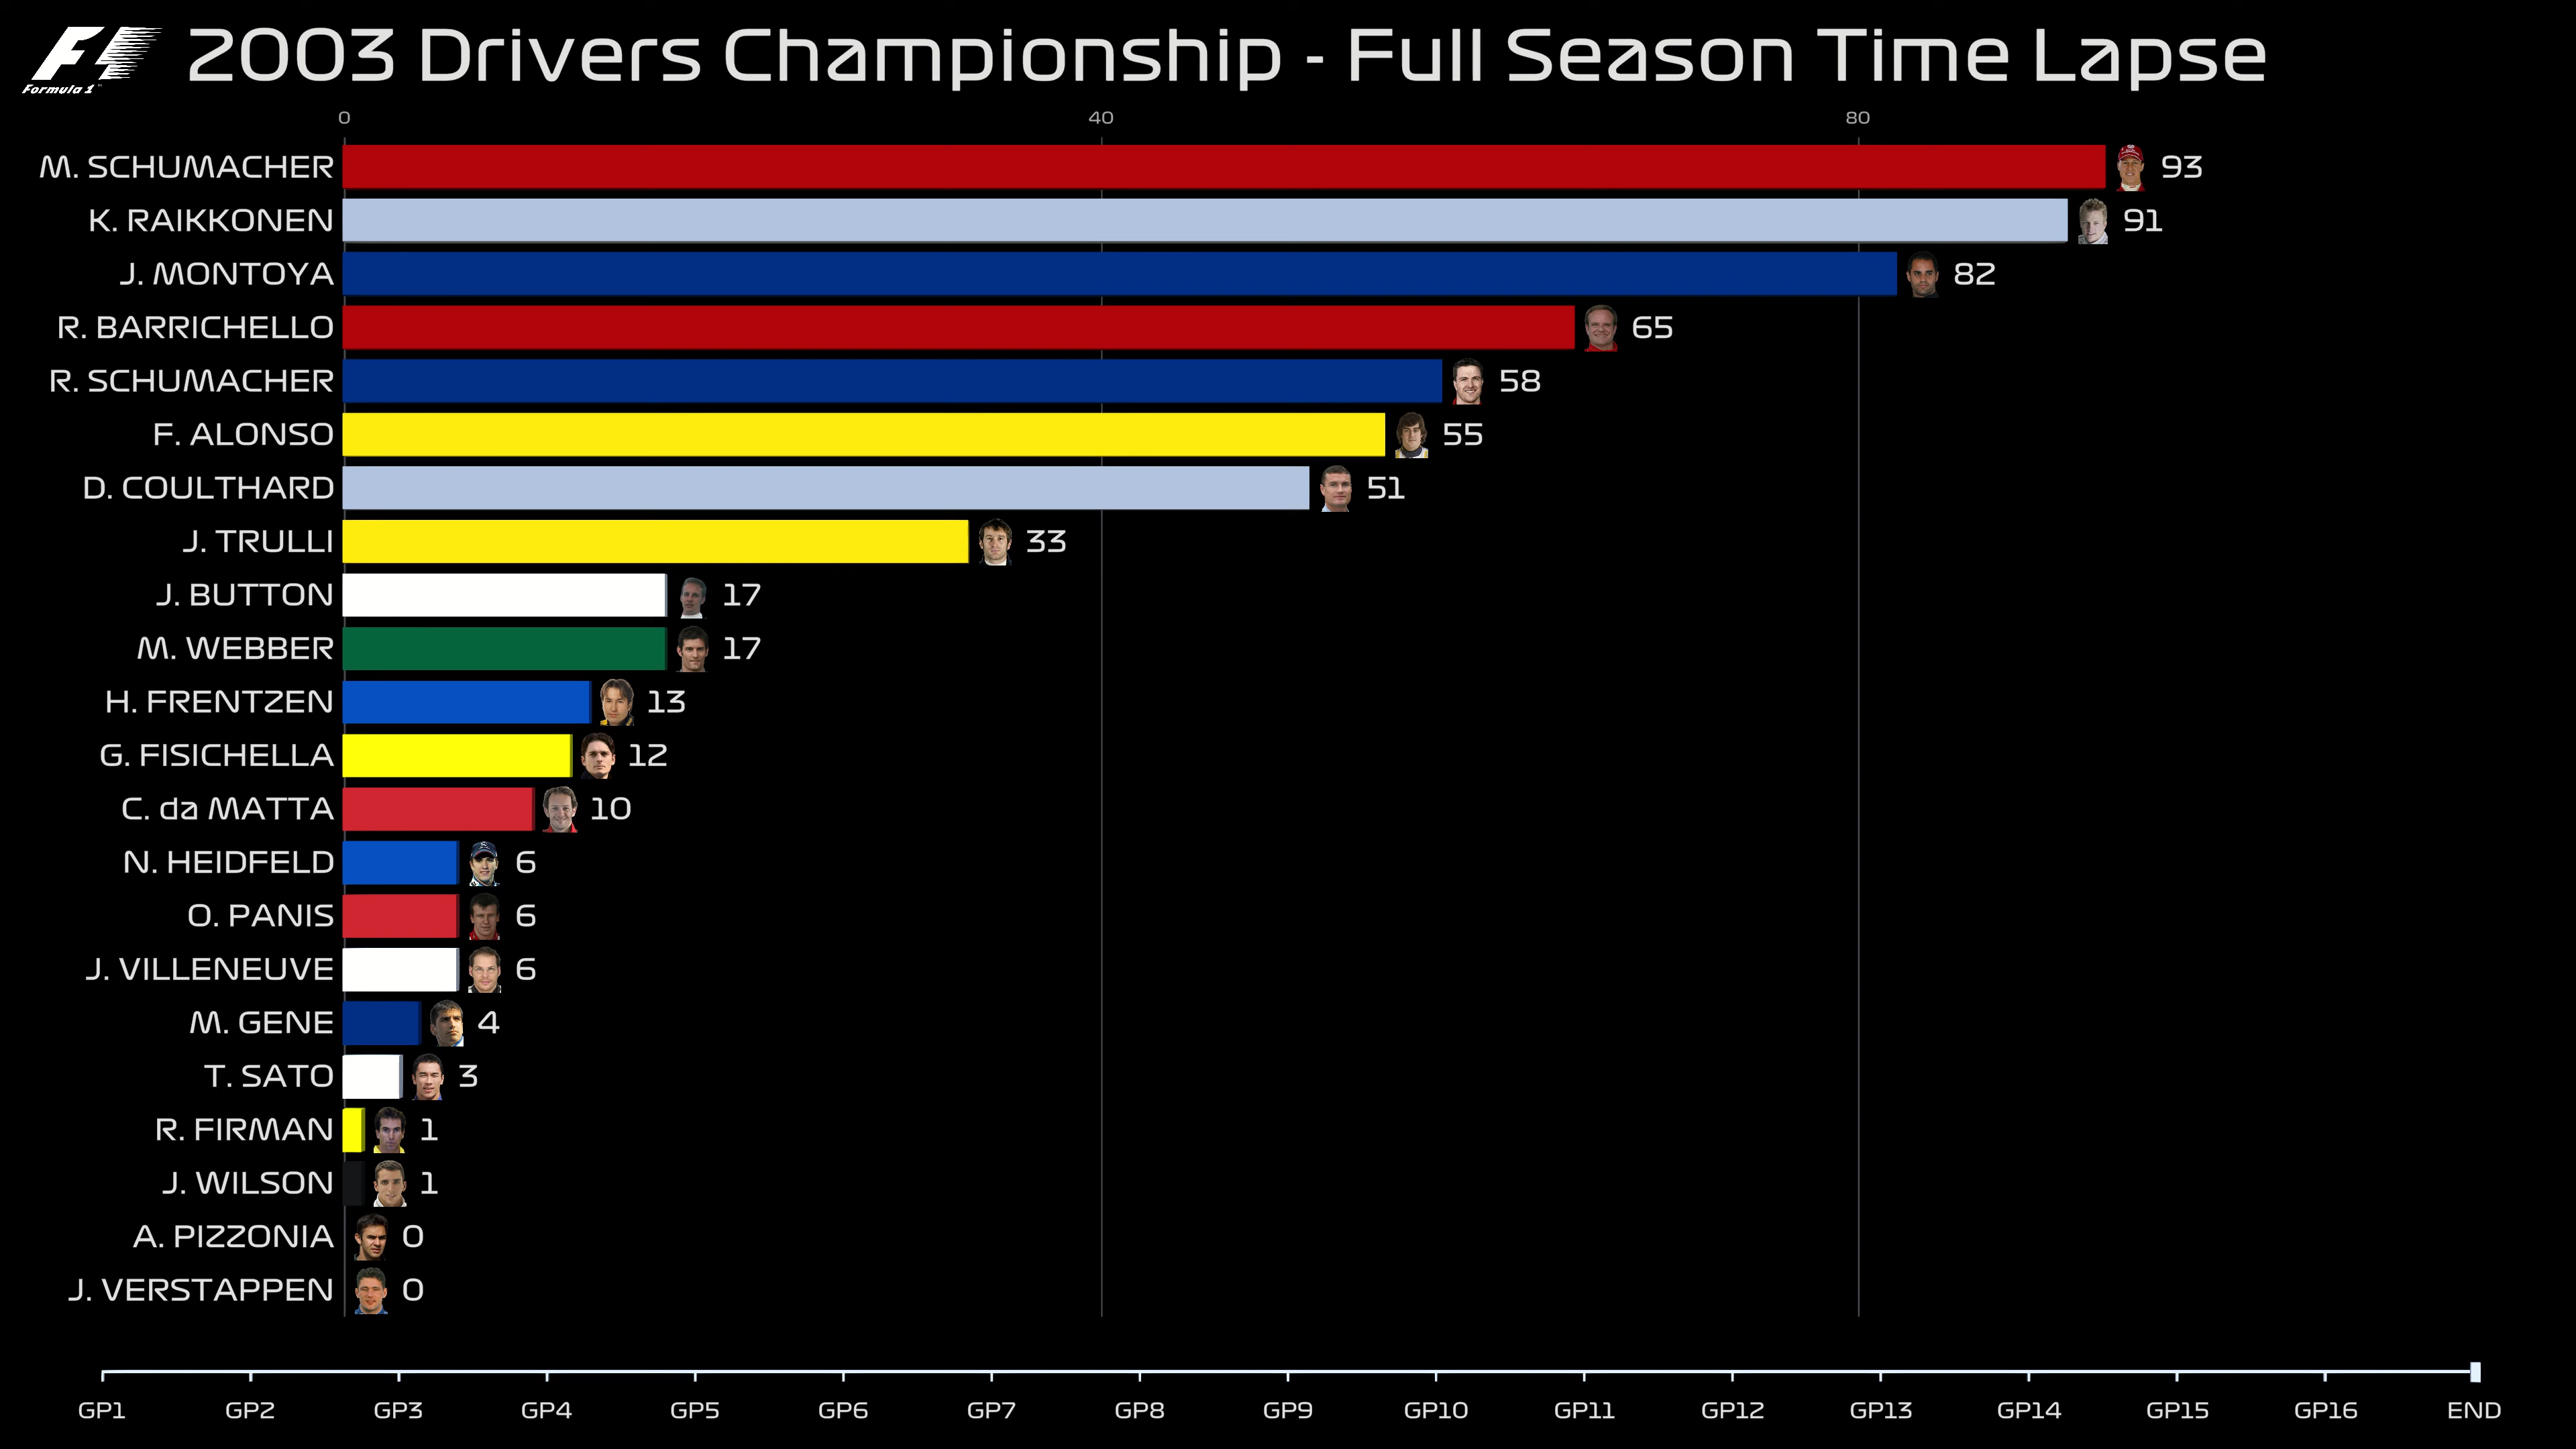 Formula 1
2003 Drivers Championship - Full Season Time Lapse
0 40 80
M. SCHUMACHER 93
K. RAIKKONEN 91
J. MONTOYA 82
R. BARRICHELLO 65
R. SCHUMACHER 58
F. ALONSO 55
D. COULTHARD 51
J. TRULLI 33
J. BUTTON 17
M. WEBBER 17
H. FRENTZEN 13
G. FISICHELLA 12
C. da MATTA 10
N. HEIDFELD 6
O. PANIS 6
J. VILLENEUVE 6
M. GENE 4
T. SATO 3
R. FIRMAN 1
J. WILSON 1
A. PIZZONIA 0
J. VERSTAPPEN 0
GP1 GP2 GP3 GP4 GP5 GP6 GP7 GP8 GP9 GP10 GP11 GP12 GP13 GP14 GP15 GP16 END